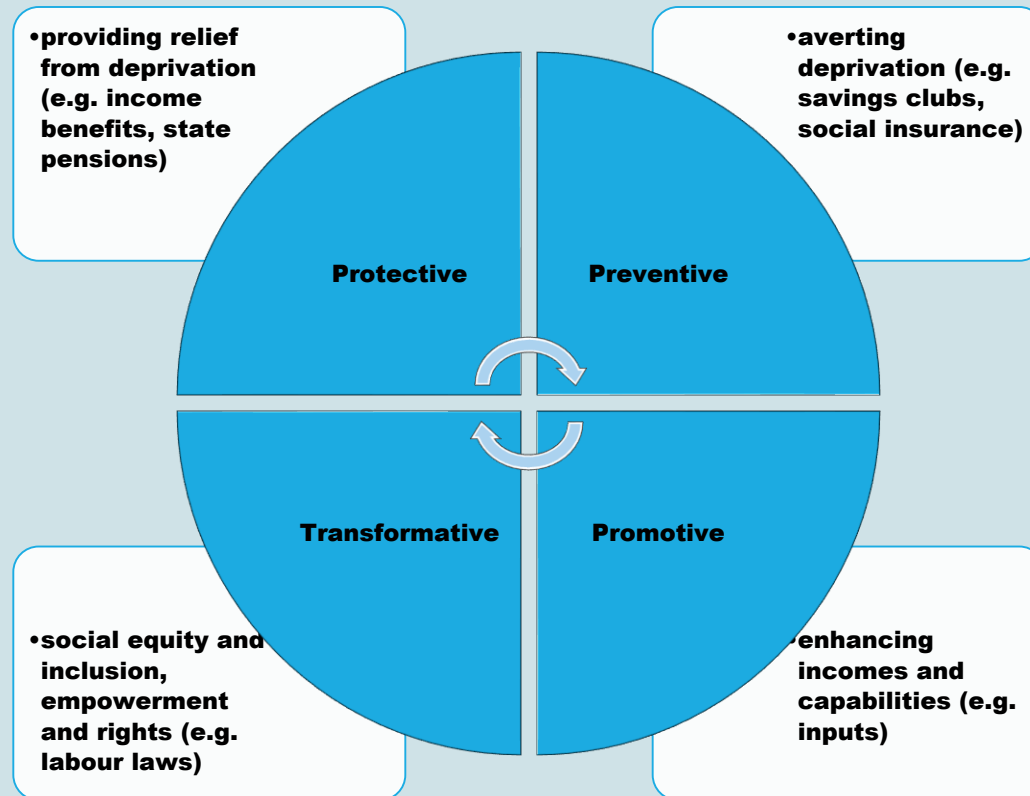 •providing relief
from deprivation
(e.g. income
benefits, state
pensions)
•averting
deprivation (e.g.
savings clubs,
social insurance)
Protective
Preventive
Transformative
Promotive
•social equity and
inclusion,
empowerment
and rights (e.g.
labour laws)
•enhancing
incomes and
capabilities (e.g.
inputs)